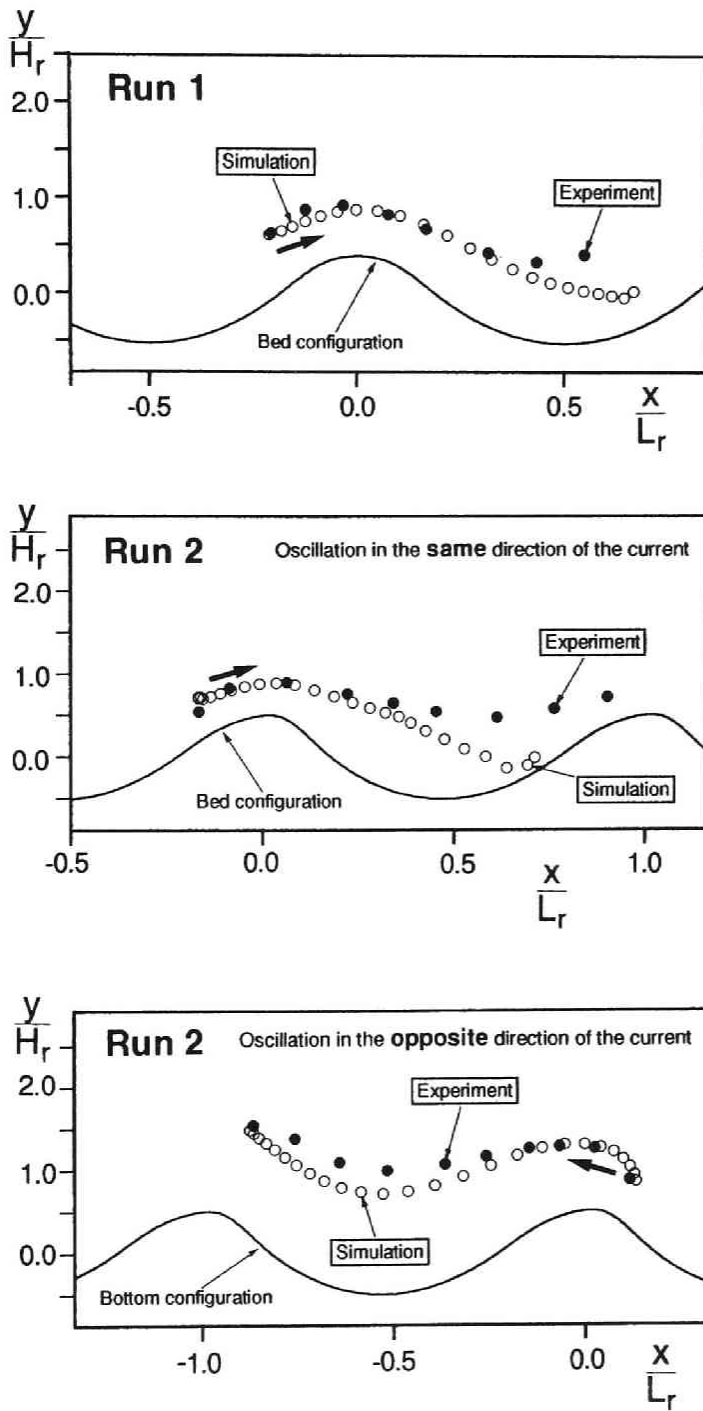 y
H_r
Run 1
2.0
1.0
0.0
Simulation
Experiment
Bed configuration
-0.5
0.0
0.5
x
L_r
y
H_r
Run 2
Oscillation in the same direction of the current
2.0
1.0
0.0
Experiment
Bed configuration
Simulation
-0.5
0.0
0.5
1.0
x
L_r
y
H_r
Run 2
Oscillation in the opposite direction of the current
2.0
1.0
0.0
Experiment
Simulation
Bottom configuration
-1.0
-0.5
0.0
x
L_r